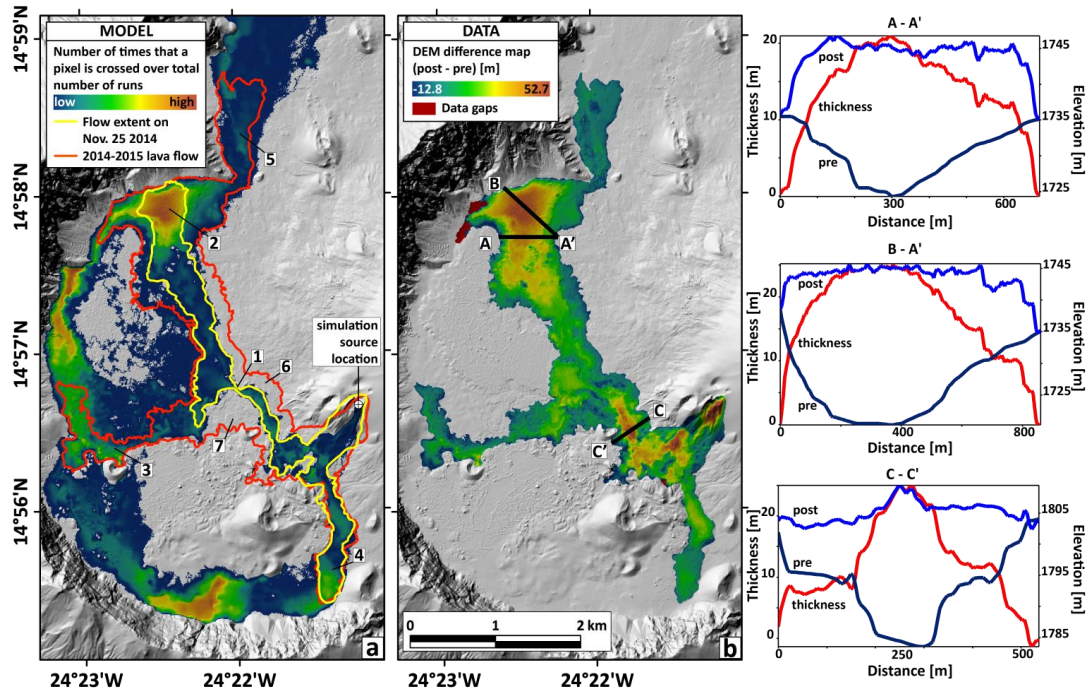 MODEL
Number of times that a
pixel is crossed over total
number of runs
low high
Flow extent on
Nov. 25 2014
2014-2015 lava flow
14°59'N
14°58'N
14°57'N
14°56'N
5
2
1
6
7
3
4
simulation
source
location
a
24°23'W 24°22'W
DATA
DEM difference map
(post - pre) [m]
-12.8 52.7
Data gaps
B
A A'
C
C'
0 1 2 km
b
24°23'W 24°22'W
A - A'
Thickness [m]
20
10
0
post
thickness
pre
1745
1735
1725
Elevation [m]
0 300 600
Distance [m]
B - A'
Thickness [m]
20
10
0
post
thickness
pre
1745
1735
1725
Elevation [m]
0 400 800
Distance [m]
C - C'
Thickness [m]
20
10
0
post
pre
thickness
1805
1795
1785
Elevation [m]
0 250 500
Distance [m]